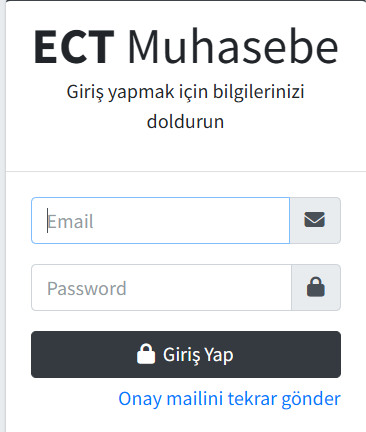 ECT Muhasebe
Giriş yapmak için bilgilerinizi
doldurun
Email
Password
Giriş Yap
Onay mailini tekrar gönder